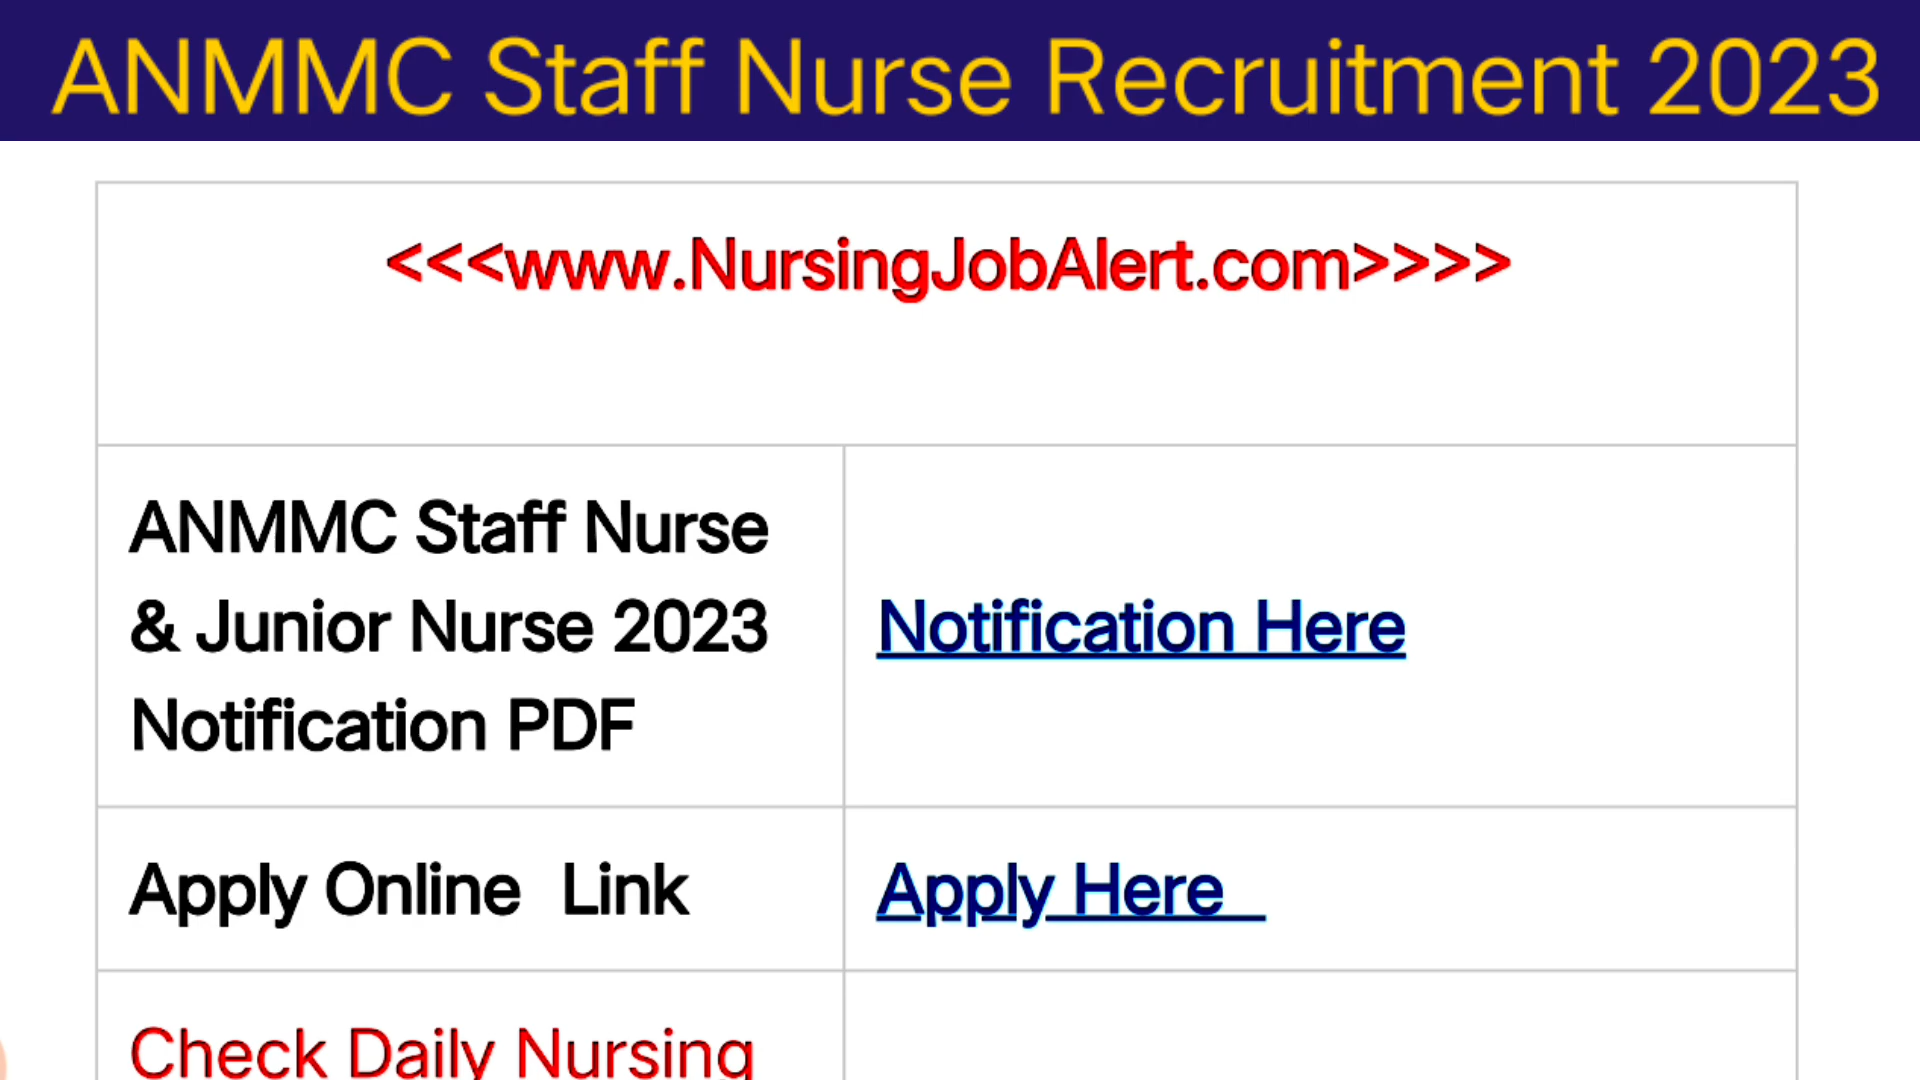 ANMMC Staff Nurse Recruitment 2023
<<<www.NursingJobAlert.com>>>>
ANMMC Staff Nurse
& Junior Nurse 2023
Notification PDF
Notification Here
Apply Online  Link
Apply Here
Check Daily Nursing